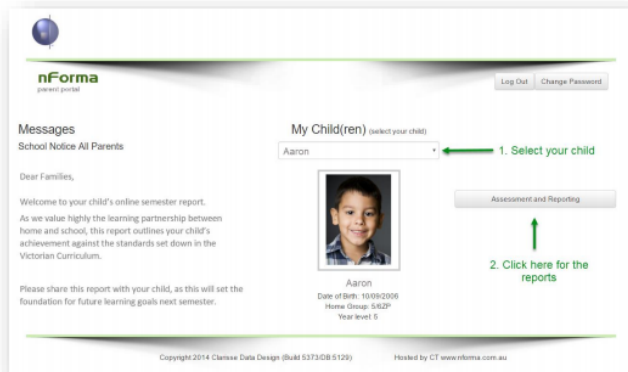 nForma
parent portal
Log Out
Change Password
Messages
School Notice All Parents
Dear Families,
Welcome to your child's online semester report.
As we value highly the learning partnership between
home and school, this report outlines your child's
achievement against the standards set down in the
Victorian Curriculum.
Please share this report with your child, as this will set the
foundation for future learning goals next semester.
My Child(ren) (select your child)
Aaron
1. Select your child
Aaron
Date of Birth: 10/09/2006
Home Group: 5/6ZP
Year level: 5
Assessment and Reporting
2. Click here for the
reports
Copyright 2014 Clarisse Data Design (Build 5373/DB:5129)
Hosted by CT www.nforma.com.au